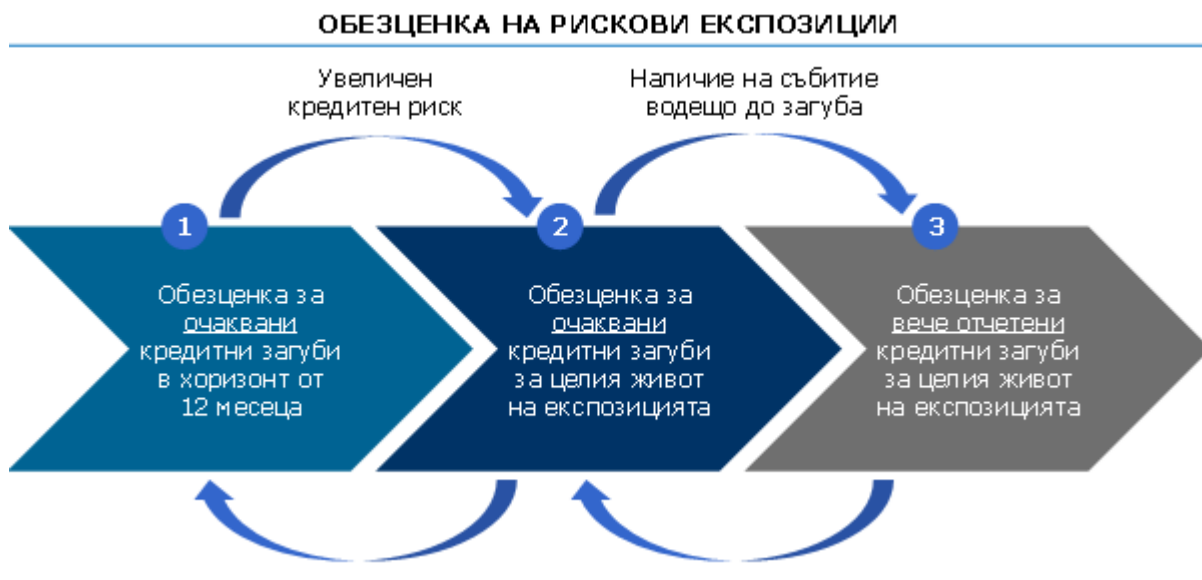 ОБЕЗЦЕНКА НА РИСКОВИ ЕКСПОЗИЦИИ
Увеличен
кредитен риск
Наличие на събитие
водещо до загуба
1
Обезценка за
очаквани
кредитни загуби
в хоризонт от
12 месеца
2
Обезценка за
очаквани
кредитни загуби
за целия живот
на експозицията
3
Обезценка за
вече отчетени
кредитни загуби
за целия живот
на експозицията